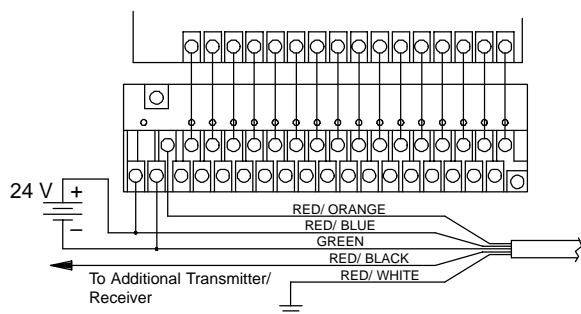 24 V
+
−
RED/ ORANGE
RED/ BLUE
GREEN
RED/ BLACK
RED/ WHITE
To Additional Transmitter/
Receiver